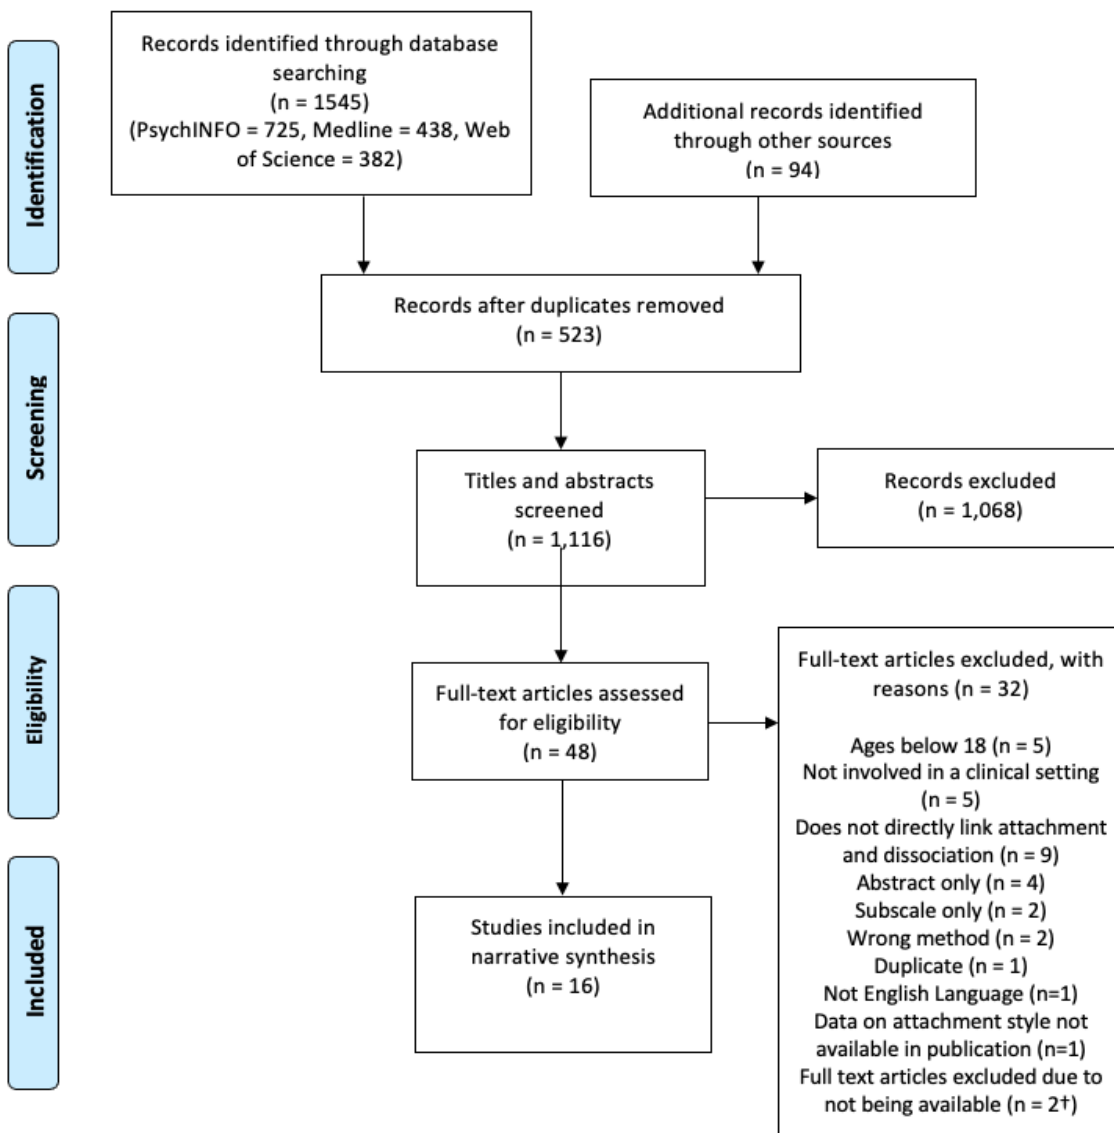 Identification
Records identified through database
searching
(n = 1545)
(PsychINFO = 725, Medline = 438, Web
of Science = 382)
Additional records identified
through other sources
(n = 94)
Records after duplicates removed
(n = 523)
Screening
Titles and abstracts
screened
(n = 1,116)
Records excluded
(n = 1,068)
Eligibility
Full-text articles assessed
for eligibility
(n = 48)
Full-text articles excluded, with
reasons (n = 32)
Ages below 18 (n = 5)
Not involved in a clinical setting
(n = 5)
Does not directly link attachment
and dissociation (n = 9)
Abstract only (n = 4)
Subscale only (n = 2)
Wrong method (n = 2)
Duplicate (n = 1)
Not English Language (n=1)
Data on attachment style not
available in publication (n=1)
Full text articles excluded due to
not being available (n = 2†)
Included
Studies included in
narrative synthesis
(n = 16)